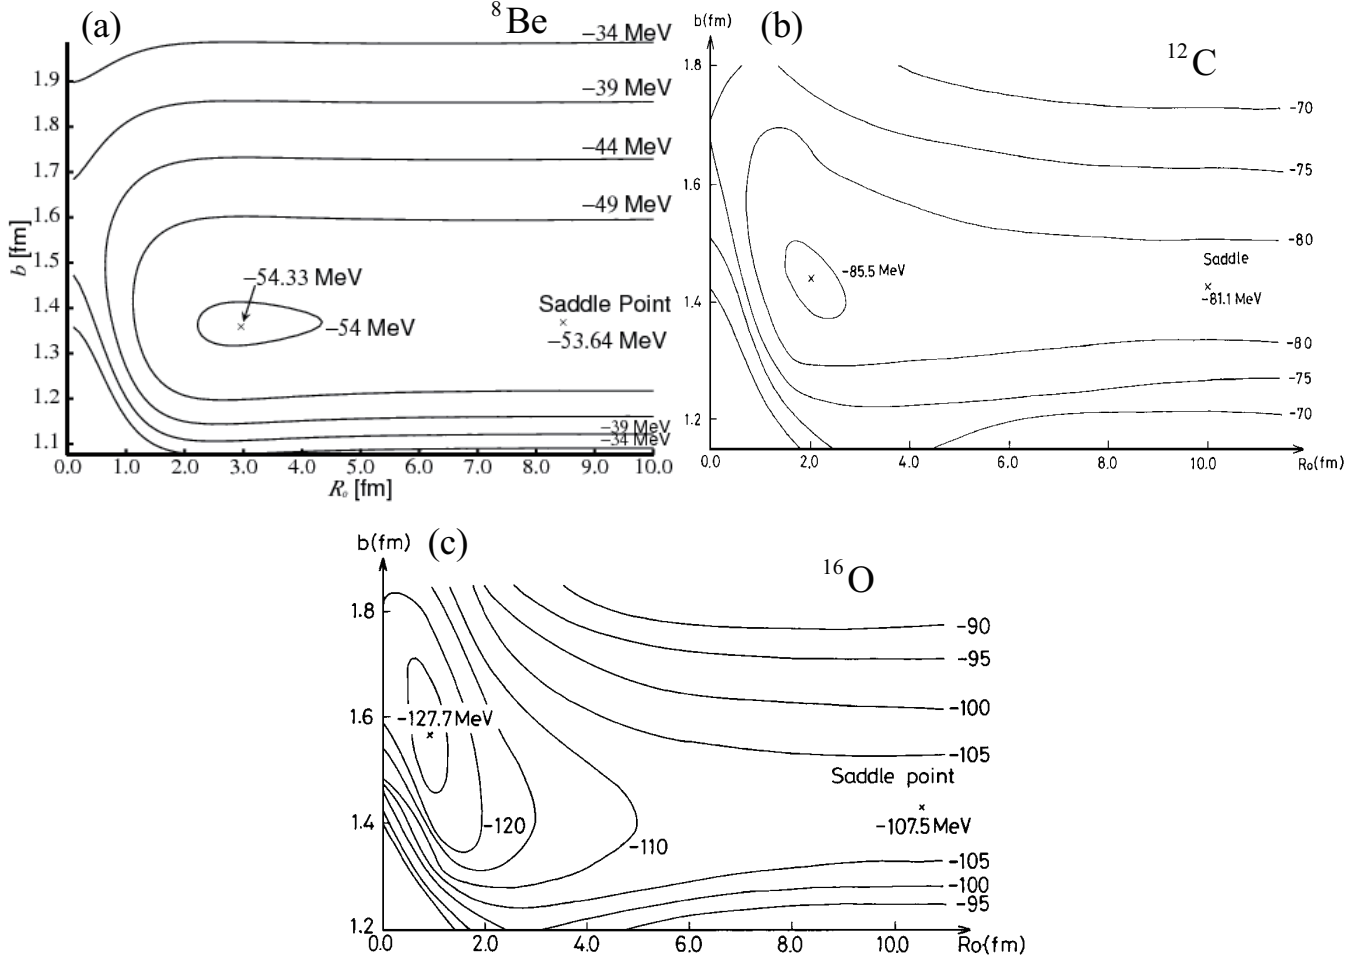 (a)
⁸Be
−34 MeV
−39 MeV
−44 MeV
−49 MeV
−54.33 MeV
−54 MeV
Saddle Point
×
−53.64 MeV
−39 MeV
−34 MeV
1.9
1.8
1.7
1.6
1.5
1.4
1.3
1.2
1.1
b [fm]
0.0 1.0 2.0 3.0 4.0 5.0 6.0 7.0 8.0 9.0 10.0
R₀ [fm]
b(fm)
(b)
¹²C
1.8
1.6
1.4
1.2
-70
-75
-80
Saddle
×
-81.1 MeV
× -85.5 MeV
-80
-75
-70
0.0 2.0 4.0 6.0 8.0 10.0 Ro(fm)
b(fm)
(c)
¹⁶O
1.8
1.6
1.4
1.2
-90
-95
-100
-105
-127.7 MeV
×
Saddle point
×
-107.5 MeV
-120
-110
-105
-100
-95
0.0 2.0 4.0 6.0 8.0 10.0 Ro(fm)